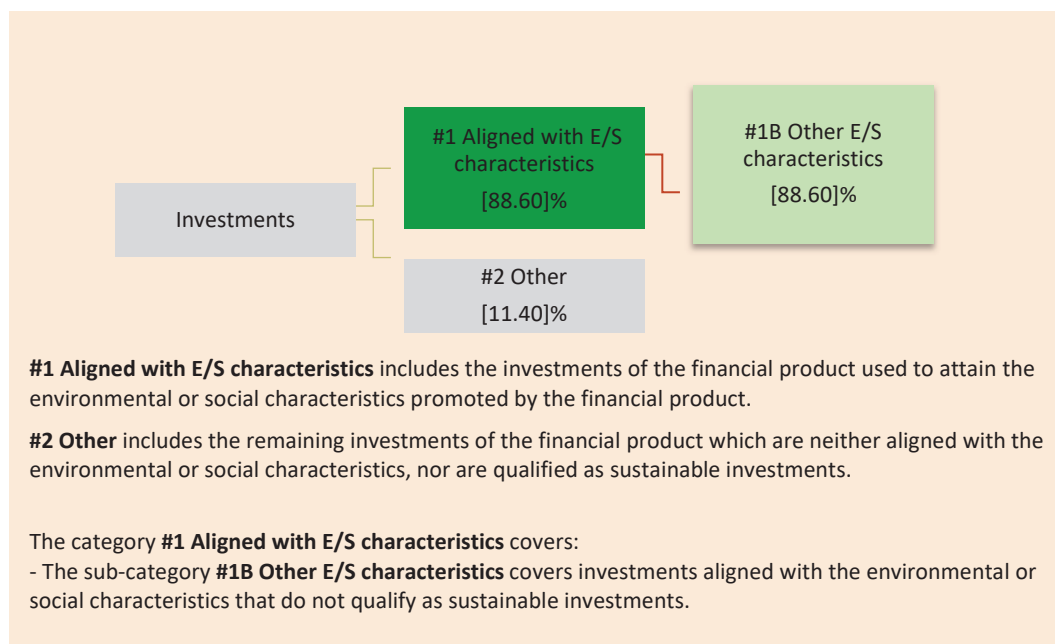 #1 Aligned with E/S
characteristics
[88.60]%
#1B Other E/S
characteristics
[88.60]%
Investments
#2 Other
[11.40]%
#1 Aligned with E/S characteristics includes the investments of the financial product used to attain the
environmental or social characteristics promoted by the financial product.
#2 Other includes the remaining investments of the financial product which are neither aligned with the
environmental or social characteristics, nor are qualified as sustainable investments.
The category #1 Aligned with E/S characteristics covers:
- The sub-category #1B Other E/S characteristics covers investments aligned with the environmental or
social characteristics that do not qualify as sustainable investments.